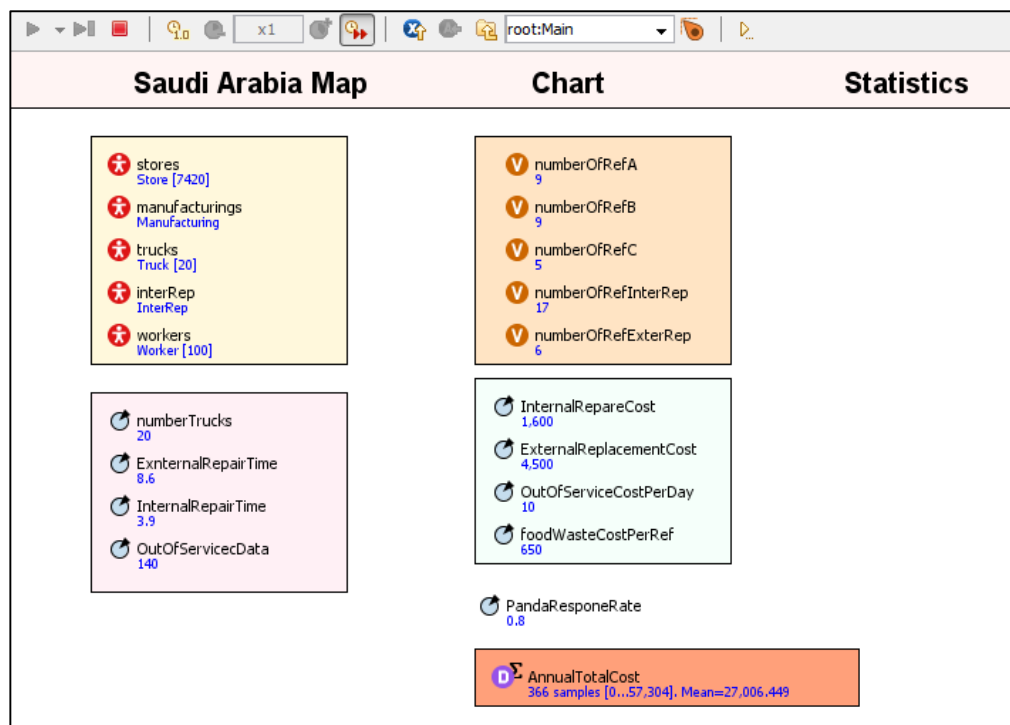 x1
root:Main
Saudi Arabia Map
Chart
Statistics
stores
Store [7420]
manufacturings
Manufacturing
trucks
Truck [20]
interRep
InterRep
workers
Worker [100]
numberTrucks
20
ExnternalRepairTime
8.6
InternalRepairTime
3.9
OutOfServicecData
140
numberOfRefA
9
numberOfRefB
9
numberOfRefC
5
numberOfRefInterRep
17
numberOfRefExterRep
6
InternalRepareCost
1,600
ExternalReplacementCost
4,500
OutOfServiceCostPerDay
10
foodWasteCostPerRef
650
PandaResponeRate
0.8
AnnualTotalCost
366 samples [0...57,304]. Mean=27,006.449